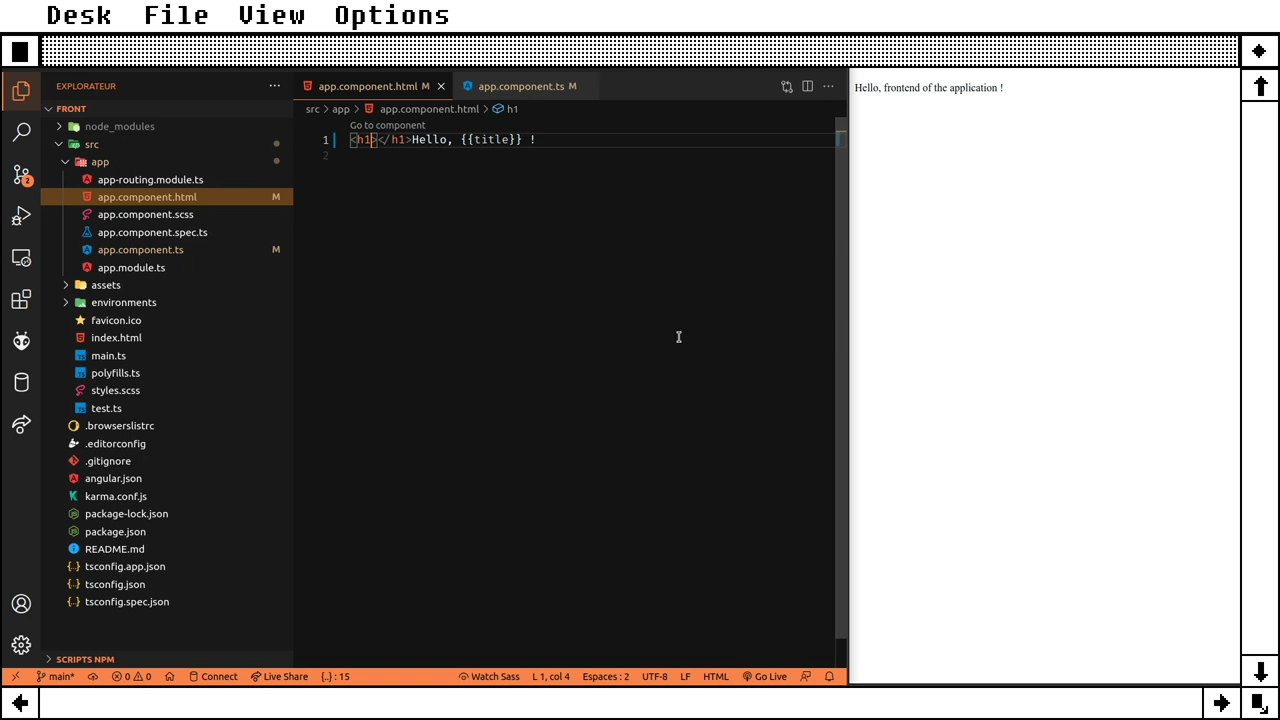 Desk File View Options
EXPLORATEUR
FRONT
node_modules
src
app
app-routing.module.ts
app.component.html M
app.component.scss
app.component.spec.ts
app.component.ts M
app.module.ts
assets
environments
favicon.ico
index.html
main.ts
polyfills.ts
styles.scss
test.ts
.browserslistrc
.editorconfig
.gitignore
angular.json
karma.conf.js
package-lock.json
package.json
README.md
tsconfig.app.json
tsconfig.json
tsconfig.spec.json
SCRIPTS NPM
2
app.component.html M app.component.ts M
src > app > app.component.html > h1
Go to component
1 <h1></h1>Hello, {{title}} !
2
Hello, frontend of the application !
main* 0 0 Connect Live Share {..} : 15 Watch Sass L 1, col 4 Espaces : 2 UTF-8 LF HTML Go Live